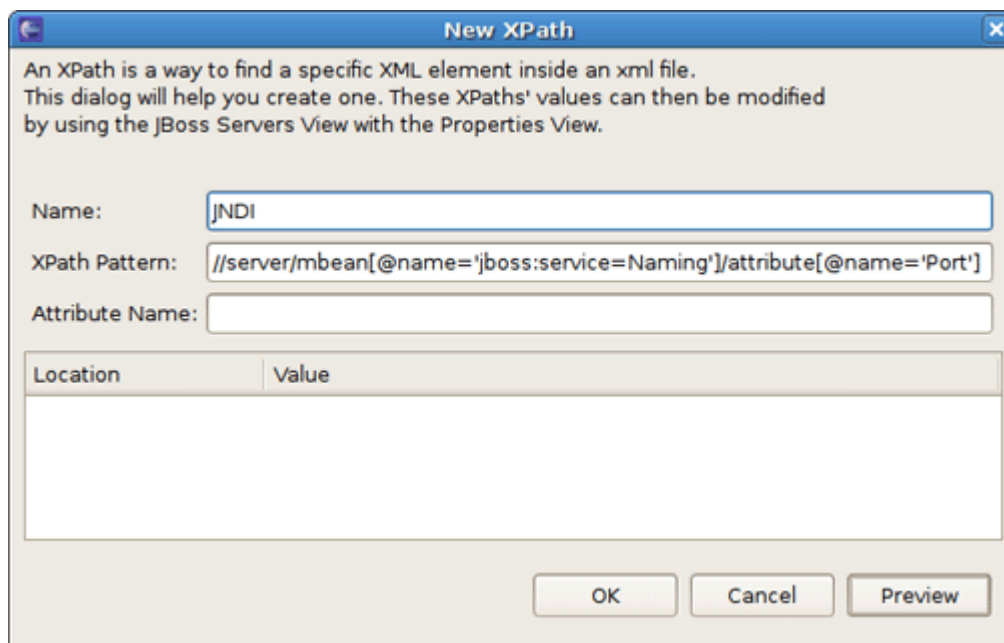 New XPath
An XPath is a way to find a specific XML element inside an xml file.
This dialog will help you create one. These XPaths' values can then be modified
by using the JBoss Servers View with the Properties View.
Name: JNDI
XPath Pattern: //server/mbean[@name='jboss:service=Naming']/attribute[@name='Port']
Attribute Name:
Location Value
OK Cancel Preview